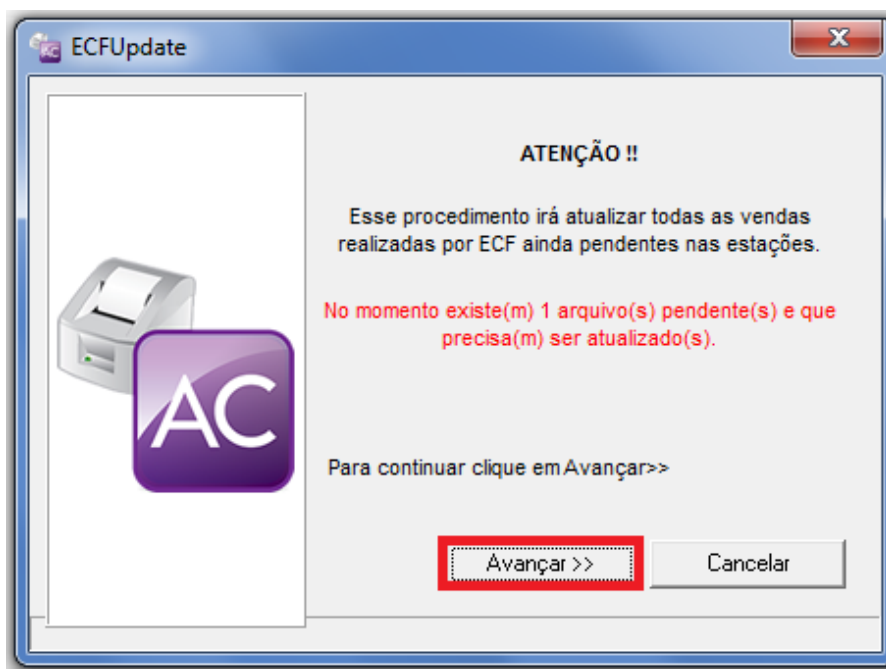 ECFUpdate
ATENÇÃO !!
Esse procedimento irá atualizar todas as vendas
realizadas por ECF ainda pendentes nas estações.
No momento existe(m) 1 arquivo(s) pendente(s) e que
precisa(m) ser atualizado(s).
AC
Para continuar clique em Avançar>>
Avançar >>
Cancelar